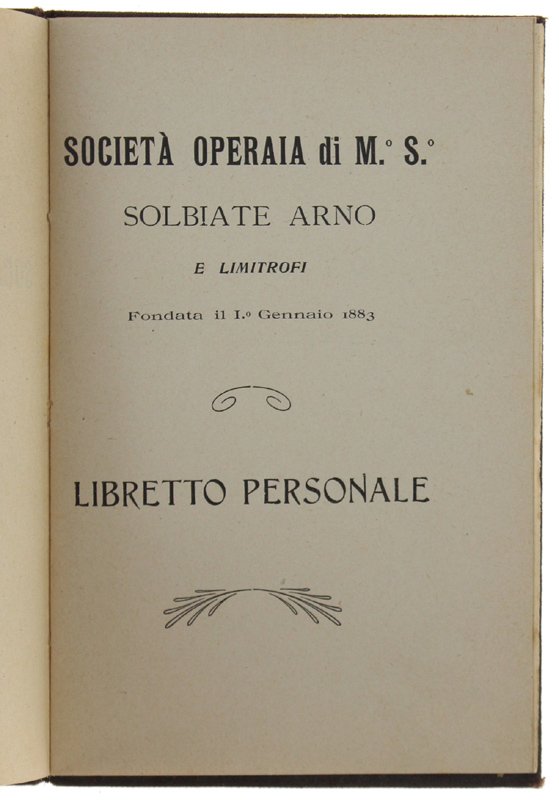 SOCIETÀ OPERAIA di M.º S.º
SOLBIATE ARNO
E LIMITROFI
Fondata il I.º Gennaio 1883
LIBRETTO PERSONALE